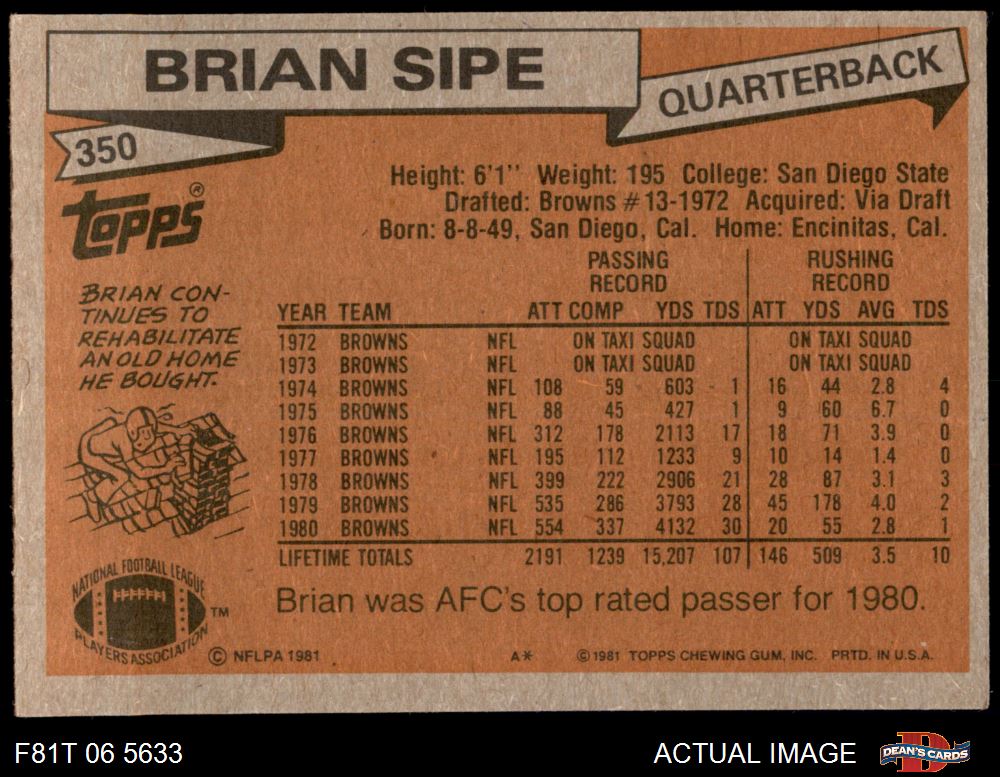 BRIAN SIPE
QUARTERBACK
350
Topps®
Height: 6'1'' Weight: 195 College: San Diego State
Drafted: Browns #13-1972 Acquired: Via Draft
Born: 8-8-49, San Diego, Cal. Home: Encinitas, Cal.
BRIAN CON-
TINUES TO
REHABILITATE
AN OLD HOME
HE BOUGHT.
PASSING RUSHING
RECORD RECORD
YEAR TEAM ATT COMP YDS TDS ATT YDS AVG TDS
1972 BROWNS NFL ON TAXI SQUAD ON TAXI SQUAD
1973 BROWNS NFL ON TAXI SQUAD ON TAXI SQUAD
1974 BROWNS NFL 108 59 603 1 16 44 2.8 4
1975 BROWNS NFL 88 45 427 1 9 60 6.7 0
1976 BROWNS NFL 312 178 2113 17 18 71 3.9 0
1977 BROWNS NFL 195 112 1233 9 10 14 1.4 0
1978 BROWNS NFL 399 222 2906 21 28 87 3.1 3
1979 BROWNS NFL 535 286 3793 28 45 178 4.0 2
1980 BROWNS NFL 554 337 4132 30 20 55 2.8 1
LIFETIME TOTALS 2191 1239 15,207 107 146 509 3.5 10
Brian was AFC's top rated passer for 1980.
NATIONAL FOOTBALL LEAGUE
PLAYERS ASSOCIATION
TM
© NFLPA 1981 A* © 1981 TOPPS CHEWING GUM, INC. PRTD. IN U.S.A.
F81T 06 5633 ACTUAL IMAGE DEAN'S CARDS